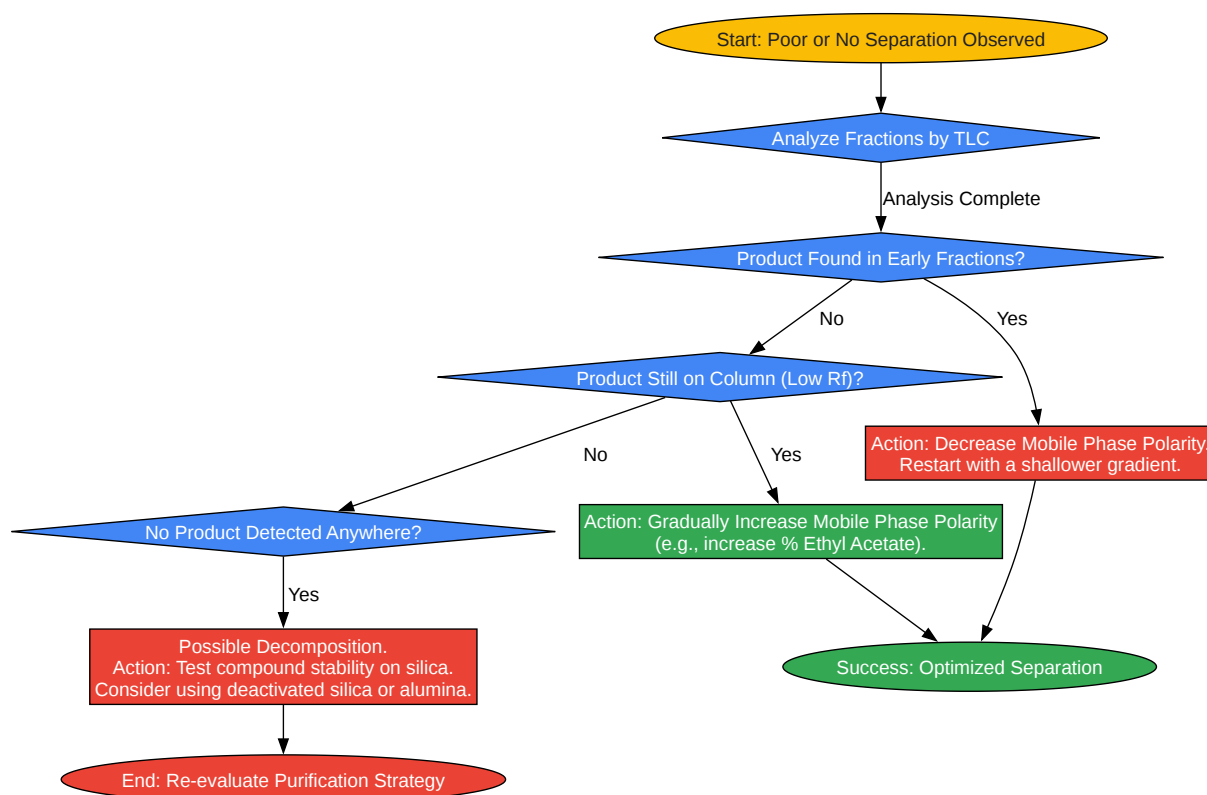 Start: Poor or No Separation Observed
Analyze Fractions by TLC
Analysis Complete
Product Found in Early Fractions?
No
Yes
Product Still on Column (Low Rf)?
Action: Decrease Mobile Phase Polarity.
Restart with a shallower gradient.
No
Yes
No Product Detected Anywhere?
Action: Gradually Increase Mobile Phase Polarity
(e.g., increase % Ethyl Acetate).
Yes
Possible Decomposition.
Action: Test compound stability on silica.
Consider using deactivated silica or alumina.
Success: Optimized Separation
End: Re-evaluate Purification Strategy